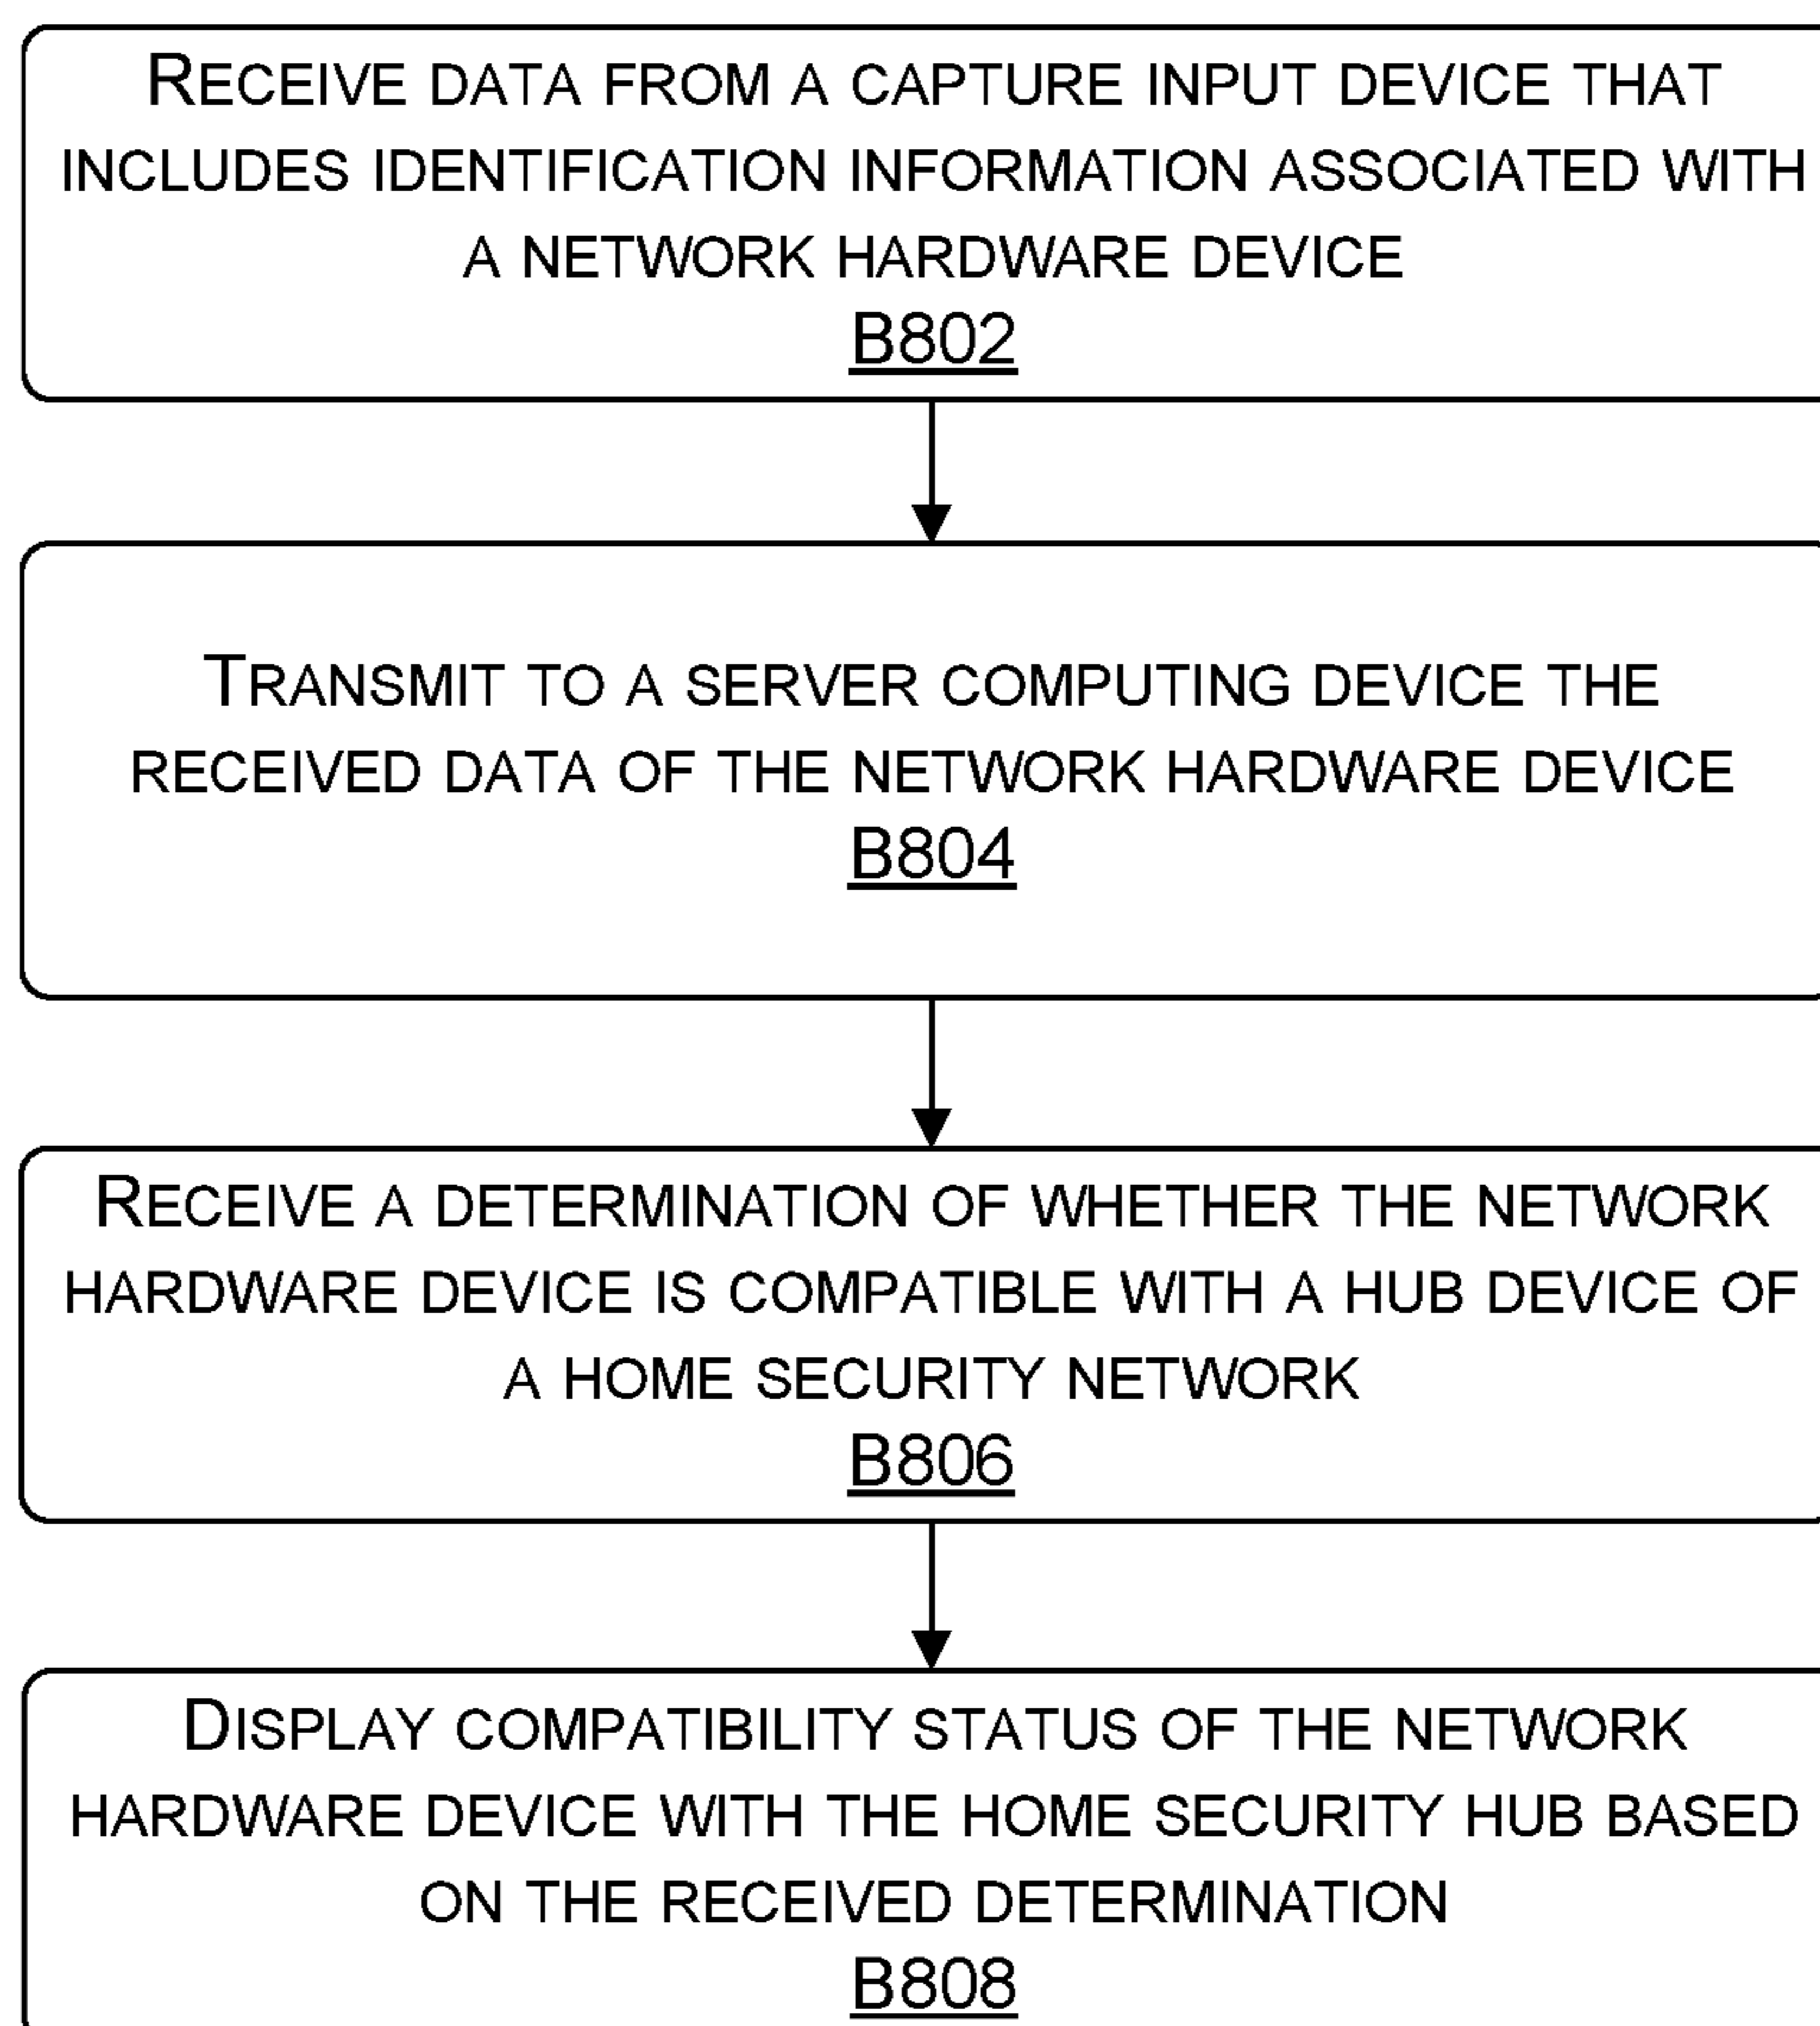 RECEIVE DATA FROM A CAPTURE INPUT DEVICE THAT
INCLUDES IDENTIFICATION INFORMATION ASSOCIATED WITH
A NETWORK HARDWARE DEVICE
B802
TRANSMIT TO A SERVER COMPUTING DEVICE THE
RECEIVED DATA OF THE NETWORK HARDWARE DEVICE
B804
RECEIVE A DETERMINATION OF WHETHER THE NETWORK
HARDWARE DEVICE IS COMPATIBLE WITH A HUB DEVICE OF
A HOME SECURITY NETWORK
B806
DISPLAY COMPATIBILITY STATUS OF THE NETWORK
HARDWARE DEVICE WITH THE HOME SECURITY HUB BASED
ON THE RECEIVED DETERMINATION
B808